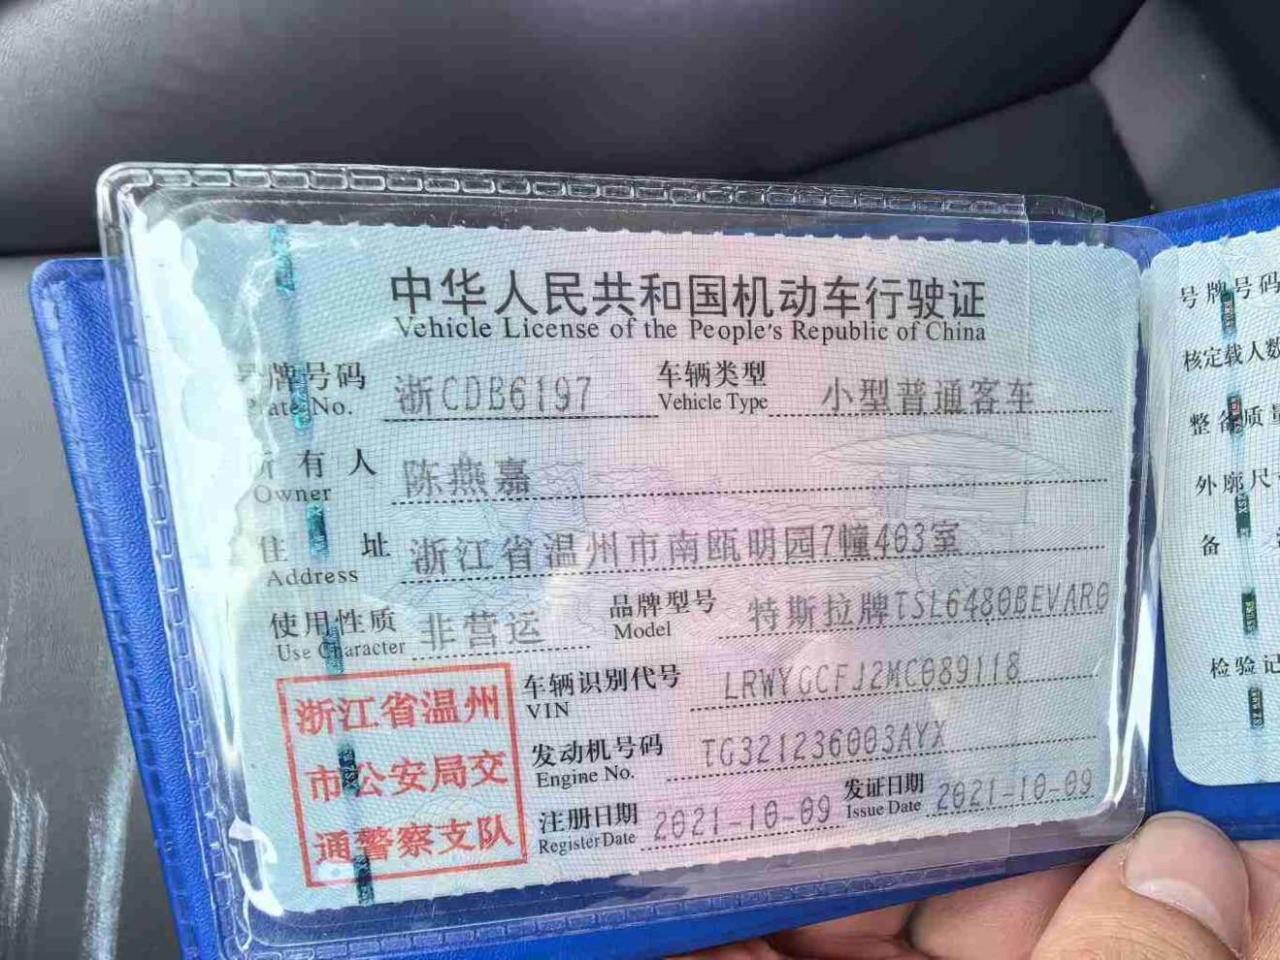 中华人民共和国机动车行驶证
Vehicle License of the People's Republic of China
号牌号码 浙CDB6197 车辆类型 小型普通客车
Plate No. Vehicle Type
所有人 陈燕嘉
Owner
住址 浙江省温州市南瓯明园7幢403室
Address
使用性质 非营运 品牌型号 特斯拉牌TSL6480BEVAR0
Use Character Model
车辆识别代号 LRWYGCFJ2MC089118
VIN
发动机号码 TG321236003AYX
Engine No.
注册日期 2021-10-09 发证日期 2021-10-09
Register Date Issue Date
浙江省温州
市公安局交
通警察支队
号牌号码
核定载人数
整备质量
外廓尺
备
检验记